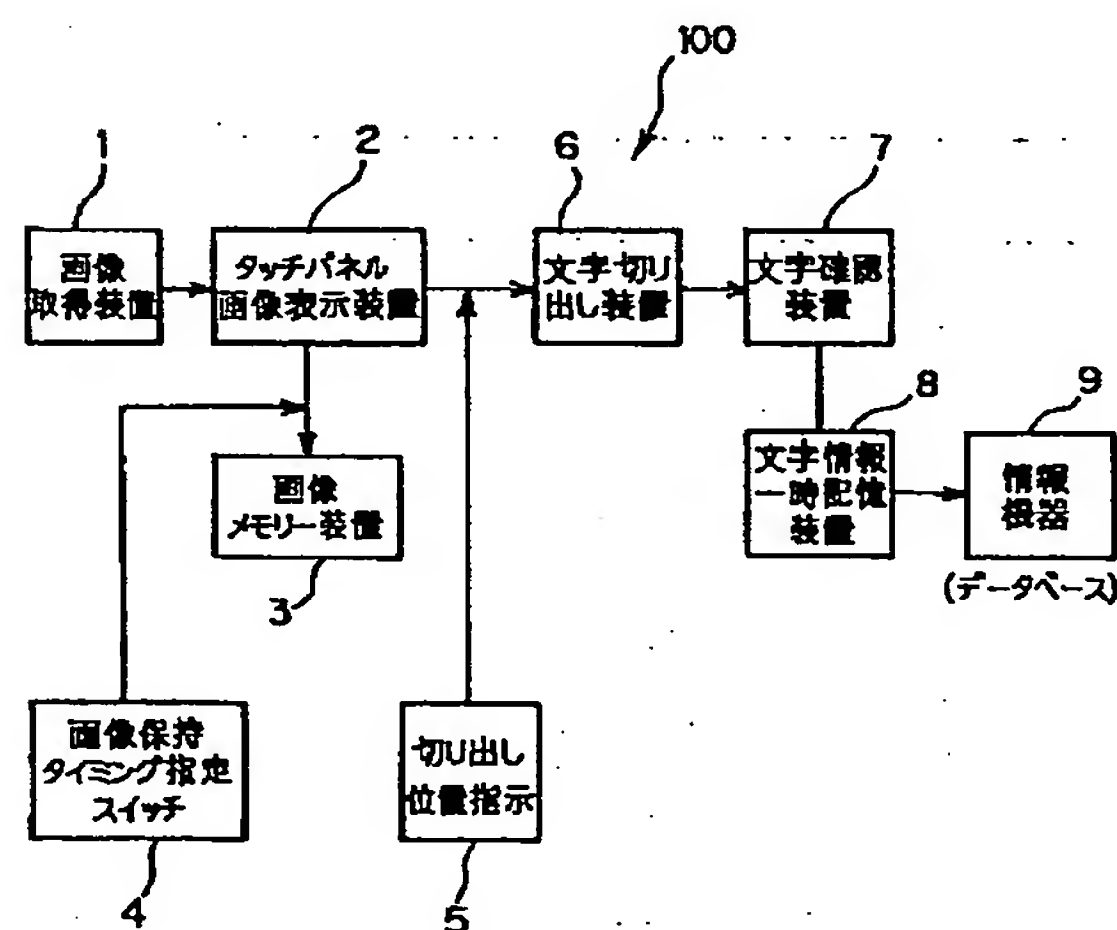 100
1
2
6
7
画像
取得装置
タッチパネル
画像表示装置
文字切り
出し装置
文字確認
装置
8
9
画像
メモリー装置
3
文字情報
一時記憶
装置
情報
機器
(データベース)
画像保持
タイミング指定
スイッチ
4
切り出し
位置指示
5